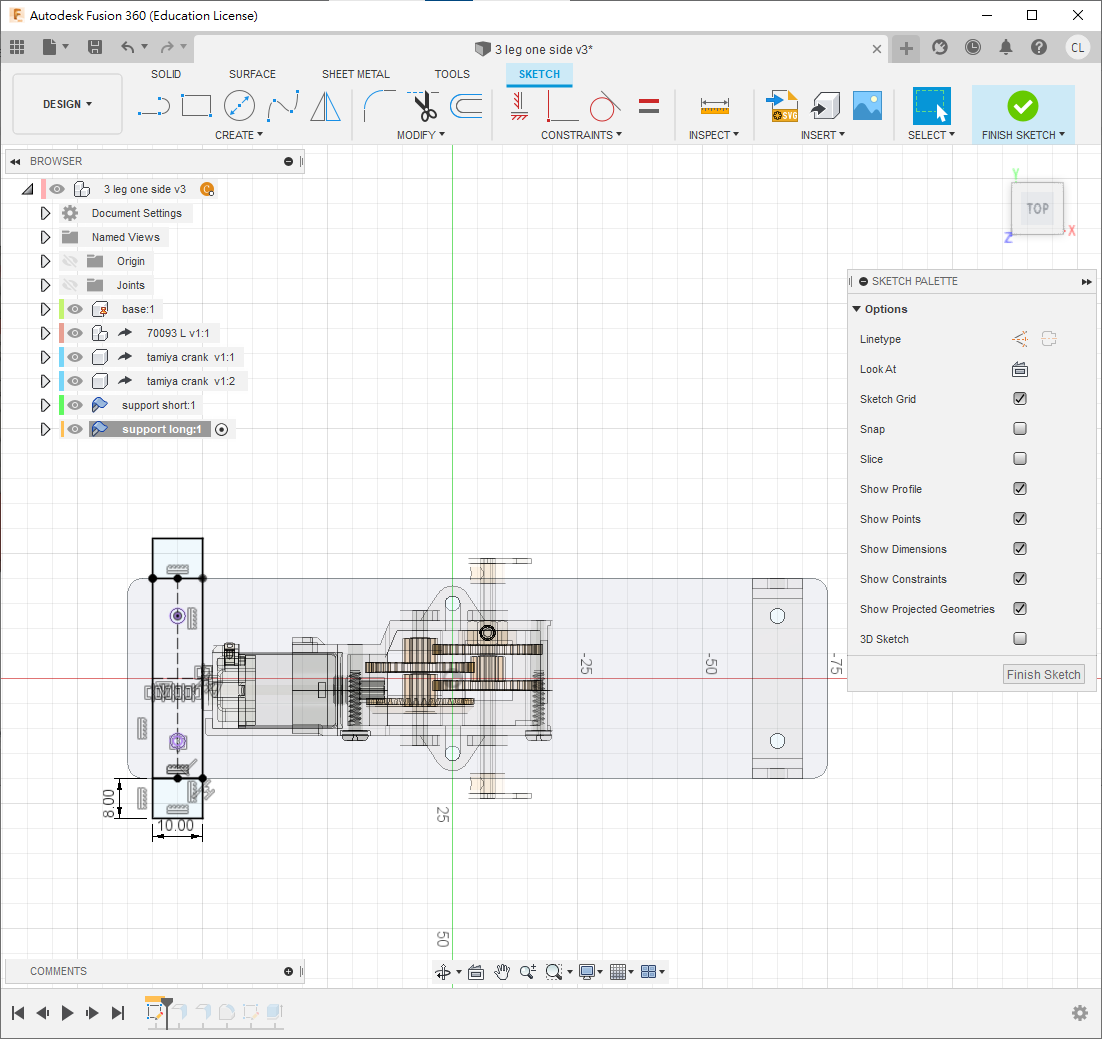 Autodesk Fusion 360 (Education License)
3 leg one side v3*
CL
SOLID SURFACE SHEET METAL TOOLS SKETCH
DESIGN
SVG
CREATE MODIFY CONSTRAINTS INSPECT INSERT SELECT FINISH SKETCH
BROWSER
3 leg one side v3
Document Settings
Named Views
Origin
Joints
base:1
70093 L v1:1
tamiya crank v1:1
tamiya crank v1:2
support short:1
support long:1
Y
TOP
X
Z
SKETCH PALETTE
Options
Linetype
Look At
Sketch Grid
Snap
Slice
Show Profile
Show Points
Show Dimensions
Show Constraints
Show Projected Geometries
3D Sketch
Finish Sketch
-25
-50
-75
25
50
8.00
10.00
COMMENTS